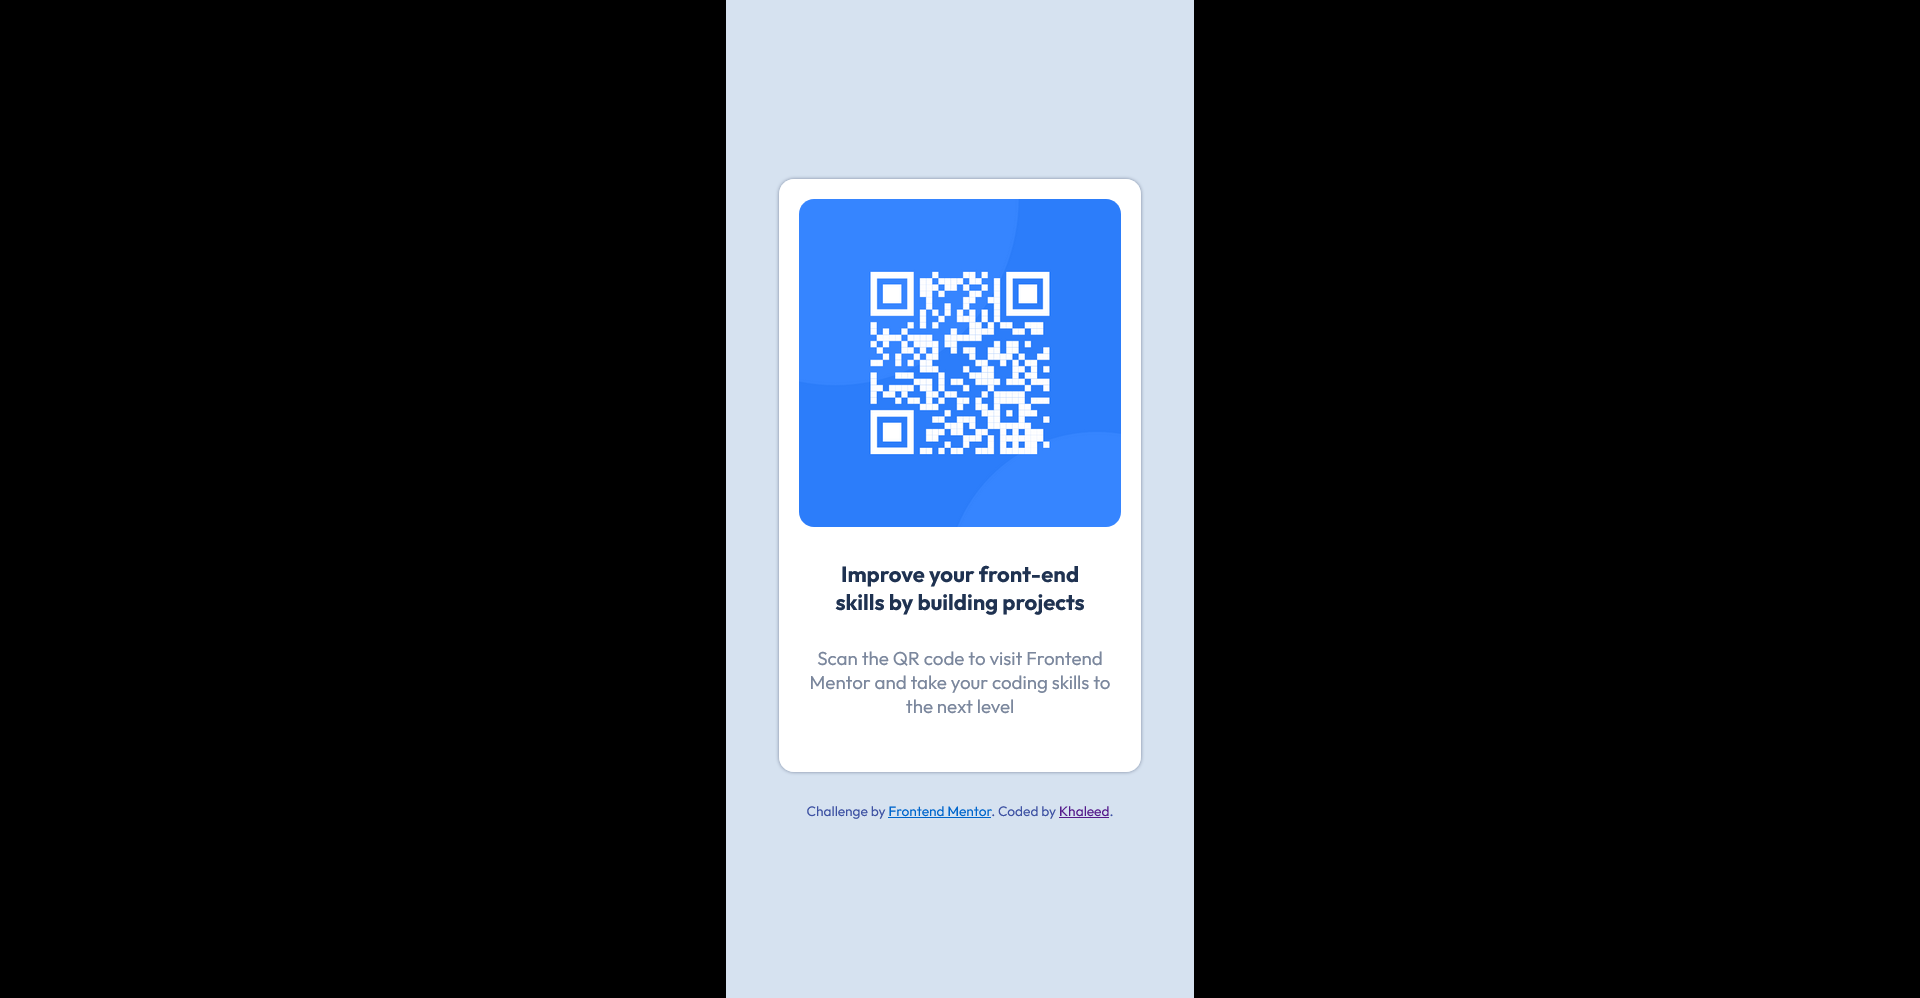 Improve your front-end
skills by building projects
Scan the QR code to visit Frontend
Mentor and take your coding skills to
the next level
Challenge by Frontend Mentor. Coded by Khaleed.